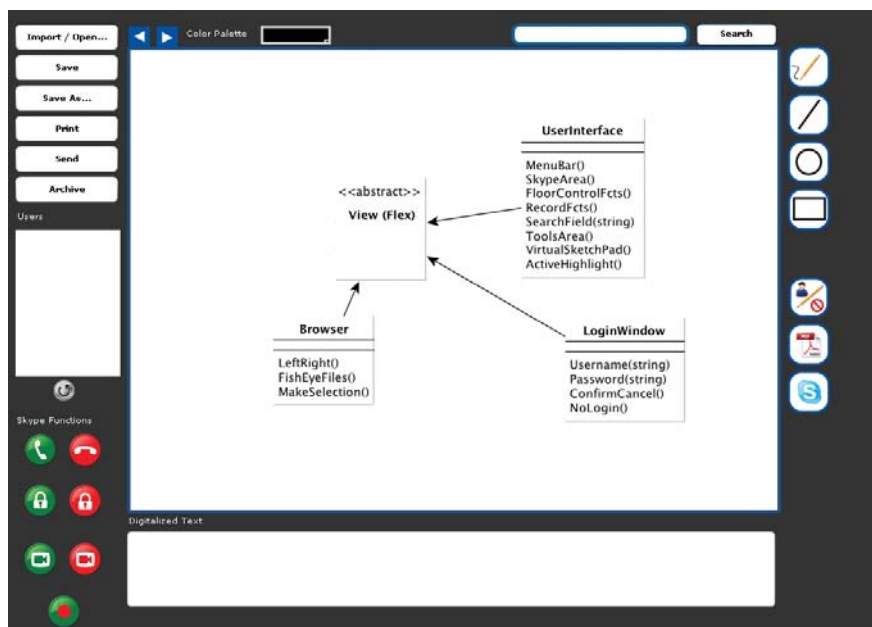 Import / Open...
Color Palette
Search
Save
Save As...
Print
Send
Archive
Users
Skype Functions
UserInterface
MenuBar()
SkypeArea()
FloorControlFcts()
RecordFcts()
SearchField(string)
ToolsArea()
VirtualSketchPad()
ActiveHighlight()
<<abstract>>
View (Flex)
Browser
LeftRight()
FishEyeFiles()
MakeSelection()
LoginWindow
Username(string)
Password(string)
ConfirmCancel()
NoLogin()
Digitalized Text